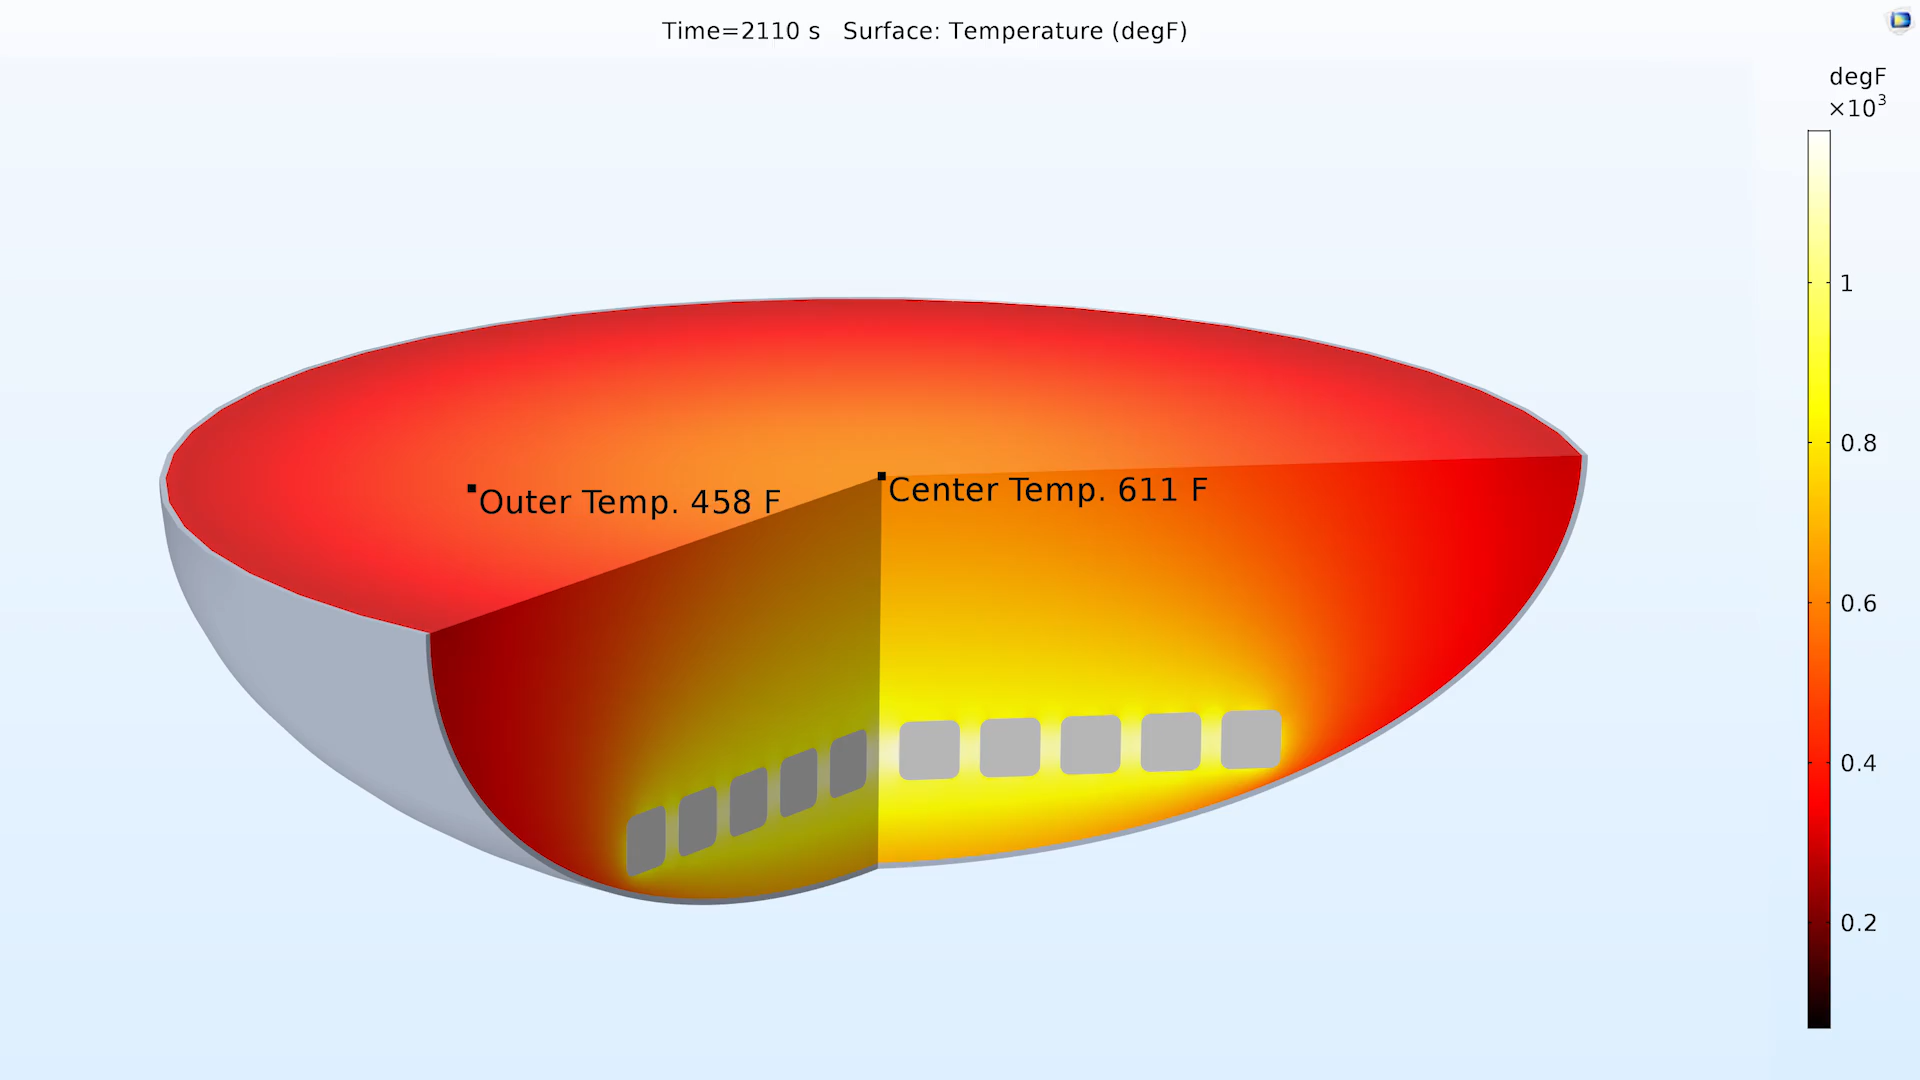 Time=2110 s   Surface: Temperature (degF)
degF
×10³
1
0.8
0.6
0.4
0.2
Outer Temp. 458 F
Center Temp. 611 F